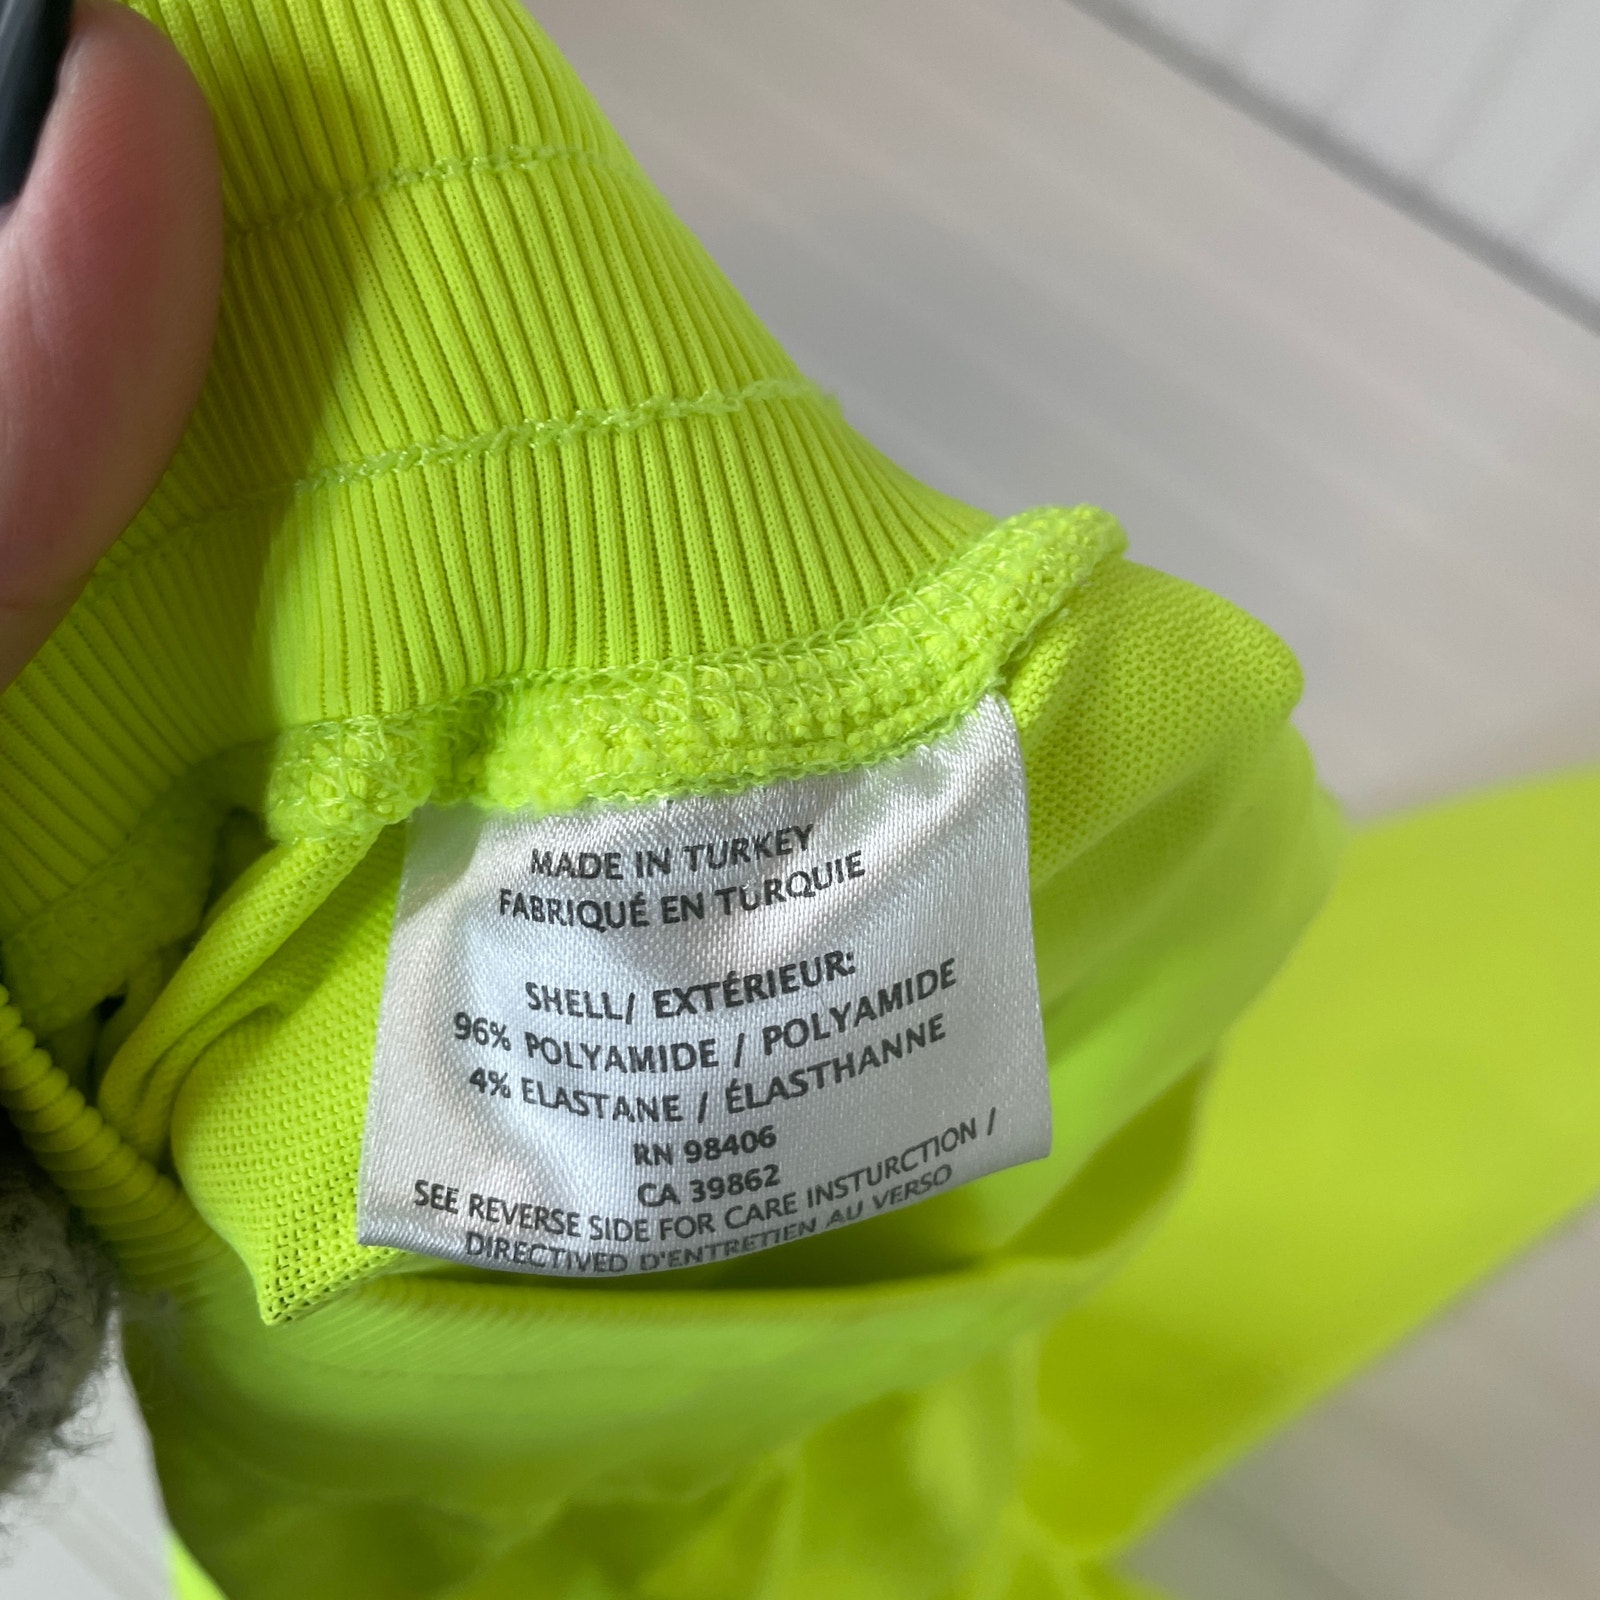 MADE IN TURKEY
FABRIQUÉ EN TURQUIE
SHELL/ EXTÉRIEUR:
96% POLYAMIDE / POLYAMIDE
4% ELASTANE / ÉLASTHANNE
RN 98406
CA 39862
SEE REVERSE SIDE FOR CARE INSTURCTION /
DIRECTIVED D'ENTRETIEN AU VERSO